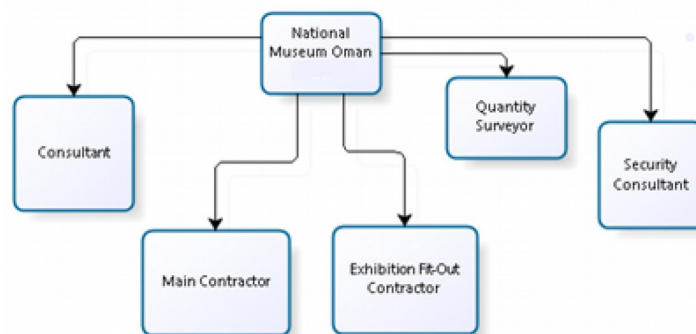 National
Museum Oman
Consultant
Quantity
Surveyor
Security
Consultant
Main Contractor
Exhibition Fit-Out
Contractor